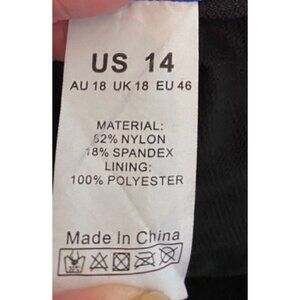 US 14
AU 18 UK 18 EU 46
MATERIAL:
82% NYLON
18% SPANDEX
LINING:
100% POLYESTER
Made In China